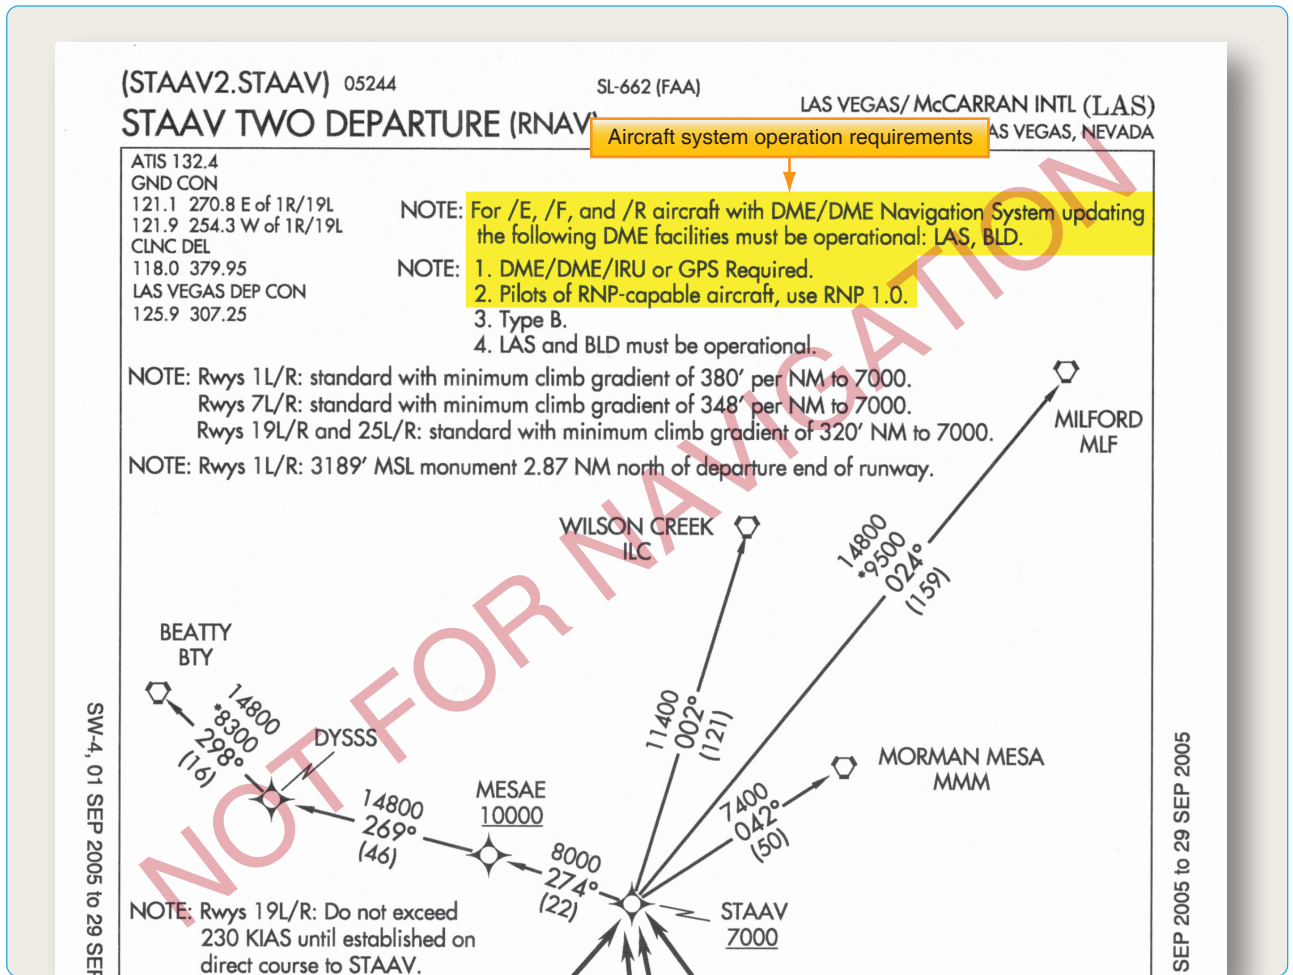 (STAAV2.STAAV) 05244
SL-662 (FAA)
LAS VEGAS/ McCARRAN INTL (LAS)
STAAV TWO DEPARTURE (RNAV)
AS VEGAS, NEVADA
Aircraft system operation requirements
ATIS 132.4
GND CON
121.1 270.8 E of 1R/19L
121.9 254.3 W of 1R/19L
CLNC DEL
118.0 379.95
LAS VEGAS DEP CON
125.9 307.25
NOTE: For /E, /F, and /R aircraft with DME/DME Navigation System updating
the following DME facilities must be operational: LAS, BLD.
NOTE: 1. DME/DME/IRU or GPS Required.
2. Pilots of RNP-capable aircraft, use RNP 1.0.
3. Type B.
4. LAS and BLD must be operational.
NOTE: Rwys 1L/R: standard with minimum climb gradient of 380' per NM to 7000.
Rwys 7L/R: standard with minimum climb gradient of 348' per NM to 7000.
Rwys 19L/R and 25L/R: standard with minimum climb gradient of 320' NM to 7000.
NOTE: Rwys 1L/R: 3189' MSL monument 2.87 NM north of departure end of runway.
NOT FOR NAVIGATION
MILFORD
MLF
WILSON CREEK
ILC
14800
*9500
024°
(159)
BEATTY
BTY
14800
*8300
298°
(16)
DYSSS
11400
002°
(121)
MORMAN MESA
MMM
7400
042°
(50)
MESAE
10000
14800
269°
(46)
8000
274°
(22)
STAAV
7000
NOTE: Rwys 19L/R: Do not exceed
230 KIAS until established on
direct course to STAAV.
SW-4, 01 SEP 2005 to 29 SEP
SEP 2005 to 29 SEP 2005